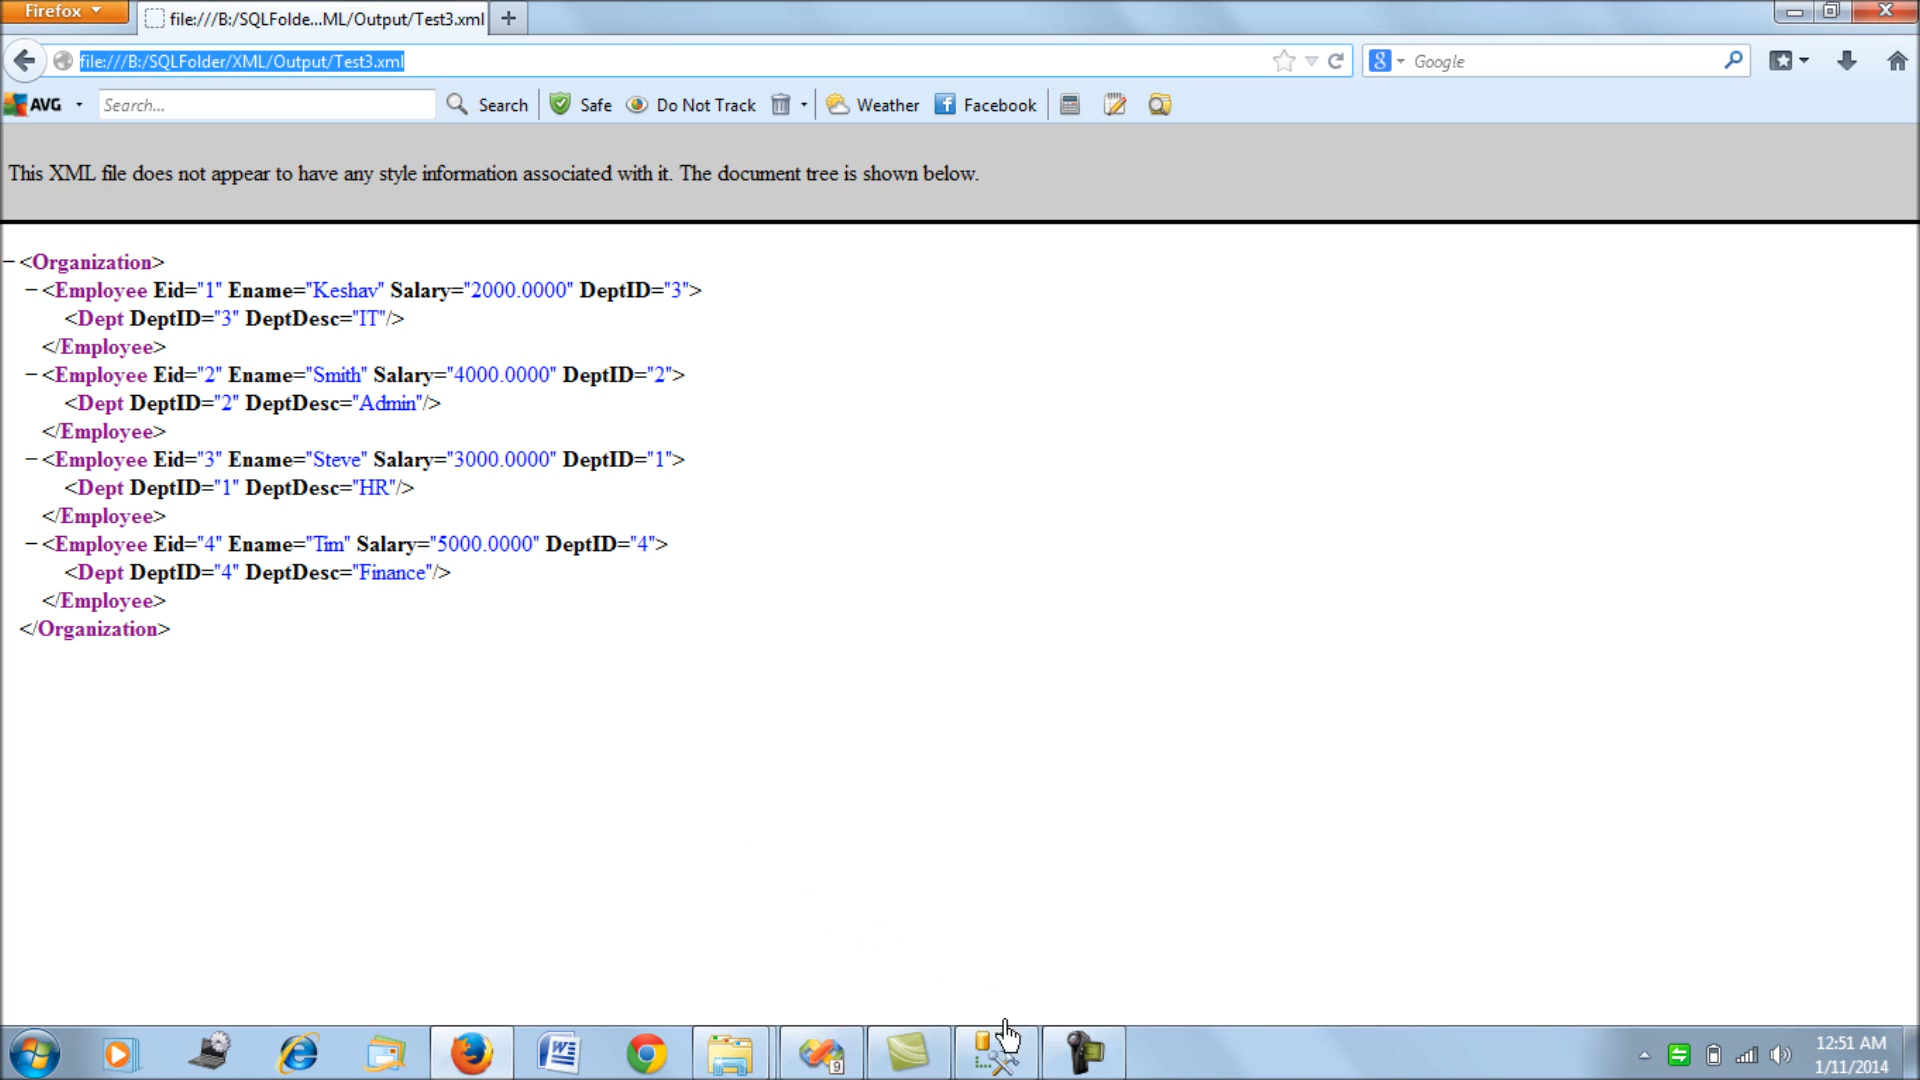 Firefox
file:///B:/SQLFolde...ML/Output/Test3.xml
file:///B:/SQLFolder/XML/Output/Test3.xml
8
Google
AVG
Search...
Search
Safe
Do Not Track
Weather
Facebook
This XML file does not appear to have any style information associated with it. The document tree is shown below.
−<Organization>
−<Employee Eid="1" Ename="Keshav" Salary="2000.0000" DeptID="3">
<Dept DeptID="3" DeptDesc="IT"/>
</Employee>
−<Employee Eid="2" Ename="Smith" Salary="4000.0000" DeptID="2">
<Dept DeptID="2" DeptDesc="Admin"/>
</Employee>
−<Employee Eid="3" Ename="Steve" Salary="3000.0000" DeptID="1">
<Dept DeptID="1" DeptDesc="HR"/>
</Employee>
−<Employee Eid="4" Ename="Tim" Salary="5000.0000" DeptID="4">
<Dept DeptID="4" DeptDesc="Finance"/>
</Employee>
</Organization>
9
12:51 AM
1/11/2014